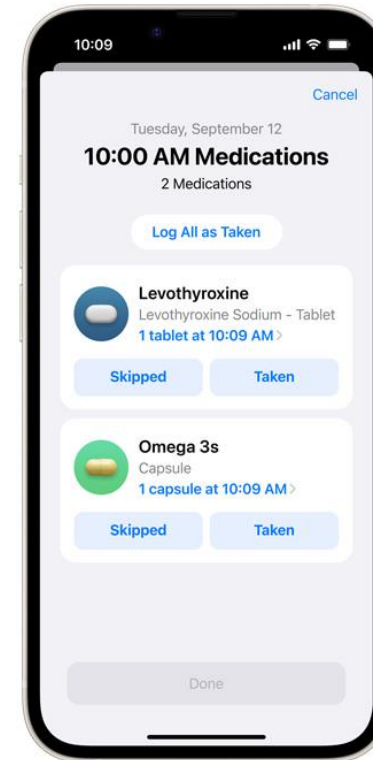 10:09
Cancel
Tuesday, September 12
10:00 AM Medications
2 Medications
Log All as Taken
Levothyroxine
Levothyroxine Sodium - Tablet
1 tablet at 10:09 AM
Skipped
Taken
Omega 3s
Capsule
1 capsule at 10:09 AM
Skipped
Taken
Done